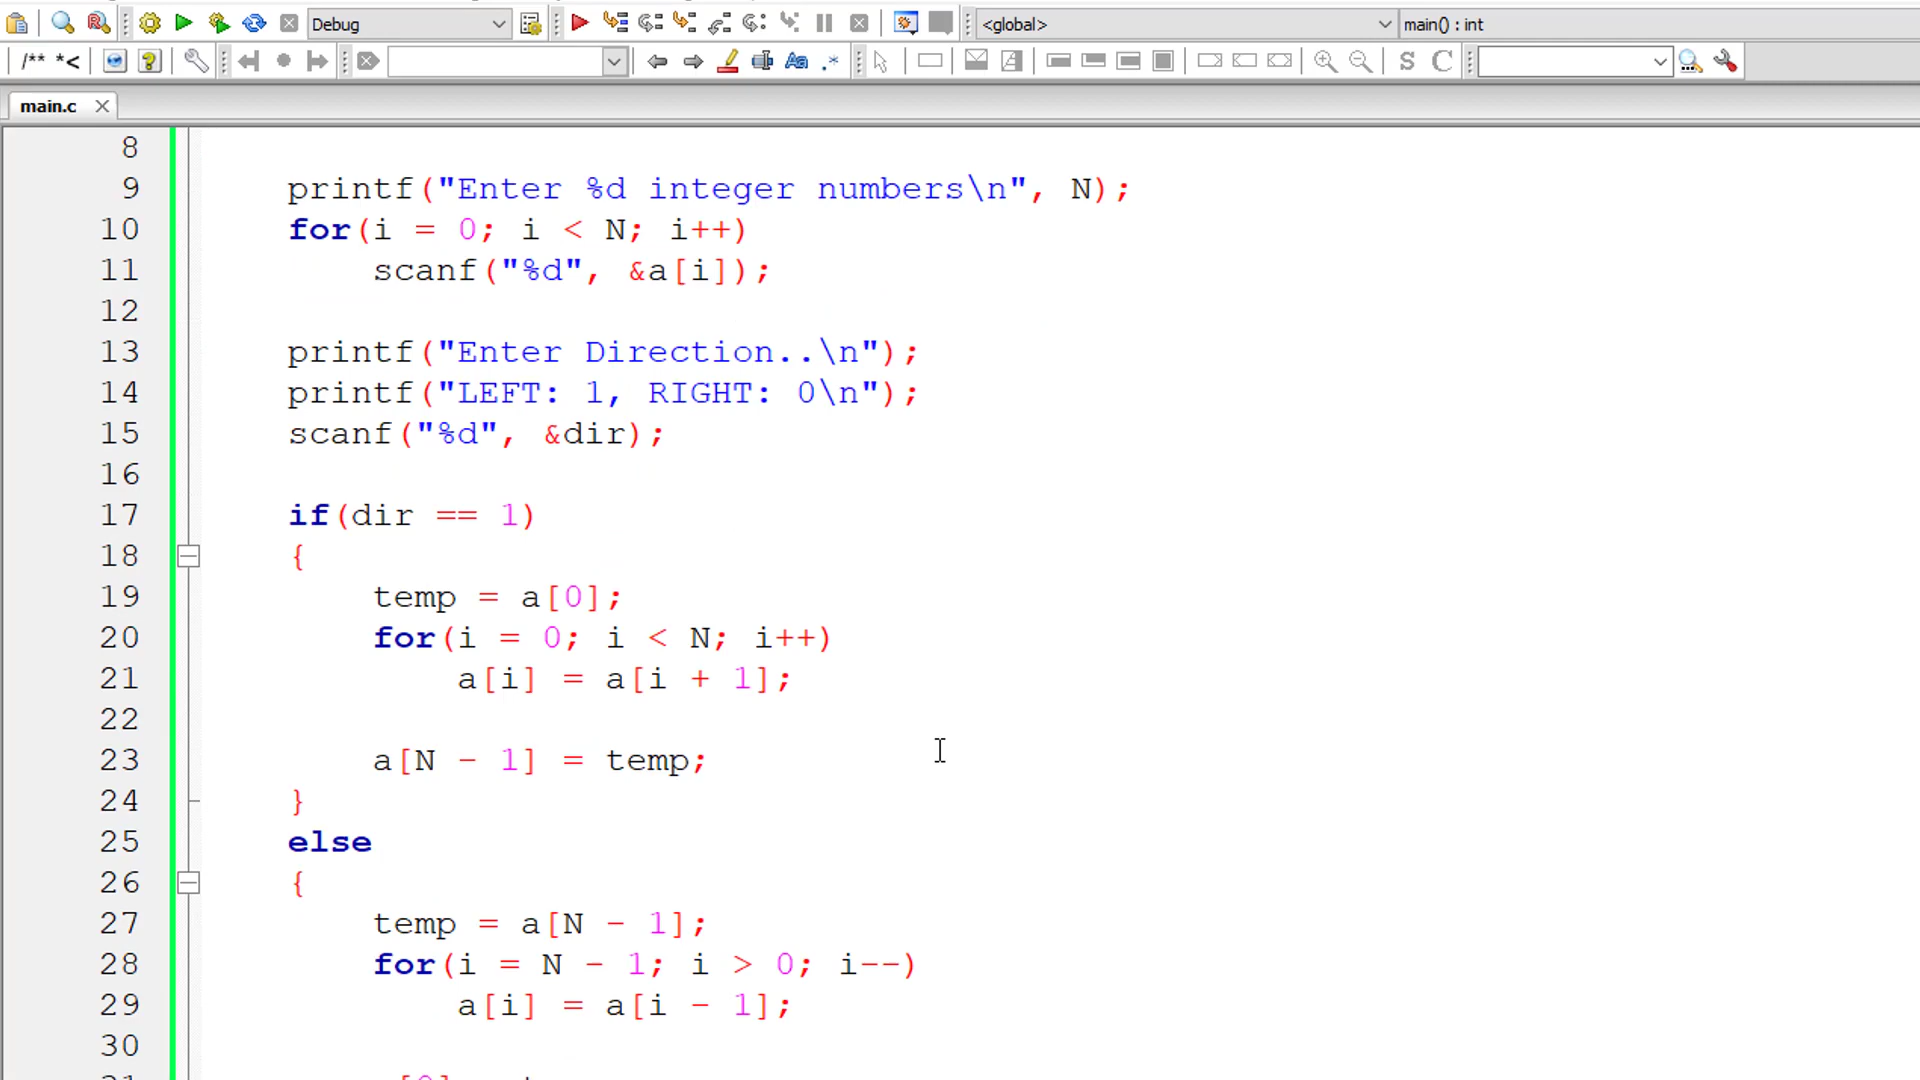 Debug <global> main() : int
/** *< Aa .* S C
main.c
8
9 printf("Enter %d integer numbers\n", N);
10 for(i = 0; i < N; i++)
11 scanf("%d", &a[i]);
12
13 printf("Enter Direction..\n");
14 printf("LEFT: 1, RIGHT: 0\n");
15 scanf("%d", &dir);
16
17 if(dir == 1)
18 {
19 temp = a[0];
20 for(i = 0; i < N; i++)
21 a[i] = a[i + 1];
22
23 a[N - 1] = temp;
24 }
25 else
26 {
27 temp = a[N - 1];
28 for(i = N - 1; i > 0; i--)
29 a[i] = a[i - 1];
30